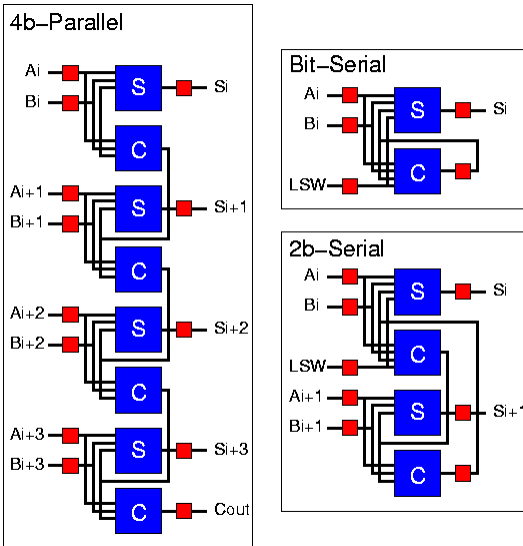 4b-Parallel
Ai
S
Si
Bi
C
Ai+1
S
Si+1
Bi+1
C
Ai+2
S
Si+2
Bi+2
C
Ai+3
S
Si+3
Bi+3
C
Cout
Bit-Serial
Ai
S
Si
Bi
C
LSW
2b-Serial
Ai
S
Si
Bi
C
LSW
Ai+1
S
Si+1
Bi+1
C